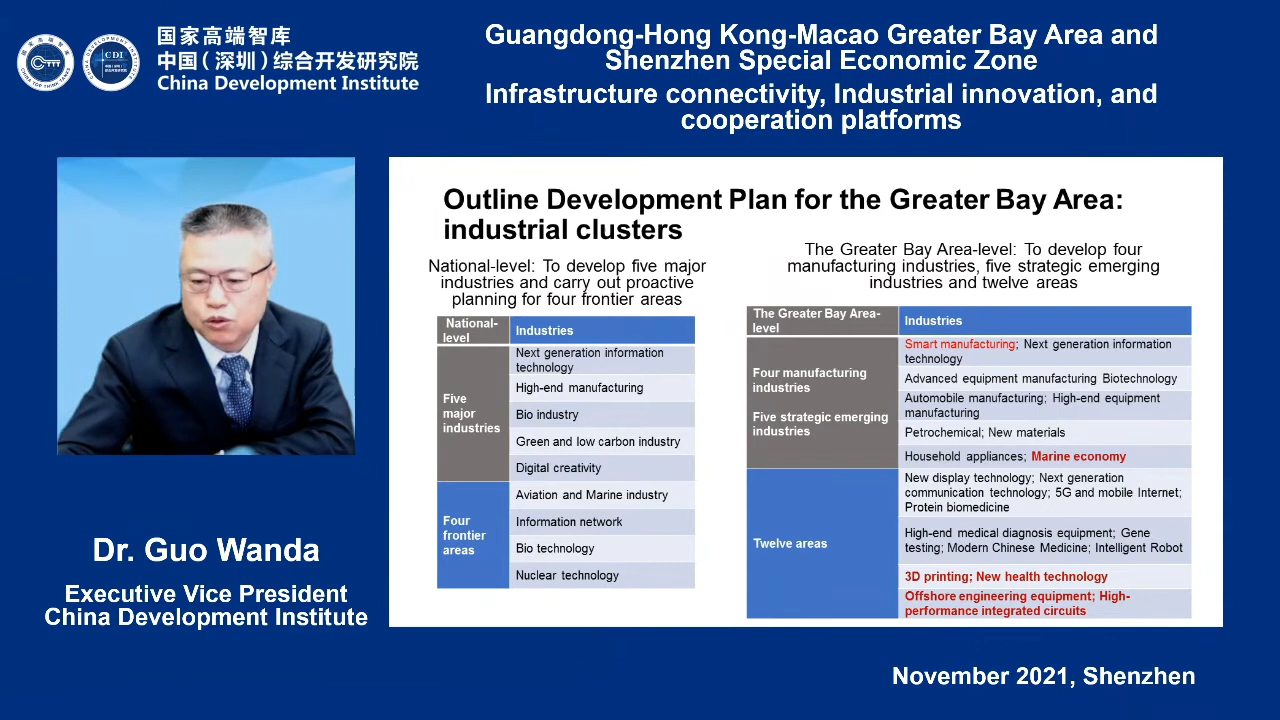 国家高端智库
中国（深圳）综合开发研究院
China Development Institute
CDI
Guangdong-Hong Kong-Macao Greater Bay Area and
Shenzhen Special Economic Zone
Infrastructure connectivity, Industrial innovation, and
cooperation platforms
Outline Development Plan for the Greater Bay Area:
industrial clusters
National-level: To develop five major
industries and carry out proactive
planning for four frontier areas
National-
level
Industries
Five
major
industries
Next generation information
technology
High-end manufacturing
Bio industry
Green and low carbon industry
Digital creativity
Four
frontier
areas
Aviation and Marine industry
Information network
Bio technology
Nuclear technology
The Greater Bay Area-level: To develop four
manufacturing industries, five strategic emerging
industries and twelve areas
The Greater Bay Area-
level
Industries
Four manufacturing
industries
Five strategic emerging
industries
Smart manufacturing; Next generation information
technology
Advanced equipment manufacturing Biotechnology
Automobile manufacturing; High-end equipment
manufacturing
Petrochemical; New materials
Household appliances; Marine economy
Twelve areas
New display technology; Next generation
communication technology; 5G and mobile Internet;
Protein biomedicine
High-end medical diagnosis equipment; Gene
testing; Modern Chinese Medicine; Intelligent Robot
3D printing; New health technology
Offshore engineering equipment; High-
performance integrated circuits
Dr. Guo Wanda
Executive Vice President
China Development Institute
November 2021, Shenzhen